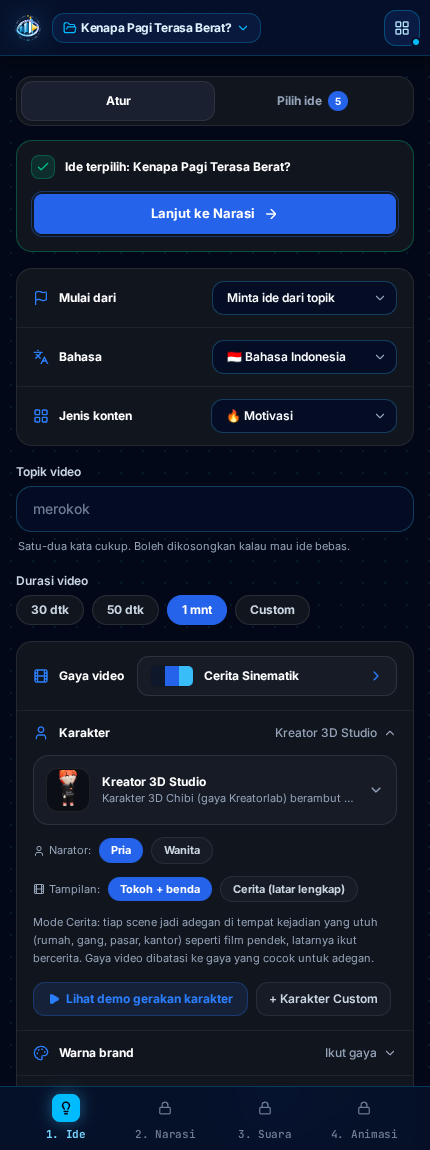 Kenapa Pagi Terasa Berat?
Atur
Pilih ide 5
Ide terpilih: Kenapa Pagi Terasa Berat?
Lanjut ke Narasi →
Mulai dari
Minta ide dari topik
Bahasa
🇮🇩 Bahasa Indonesia
Jenis konten
🔥 Motivasi
Topik video
merokok
Satu-dua kata cukup. Boleh dikosongkan kalau mau ide bebas.
Durasi video
30 dtk
50 dtk
1 mnt
Custom
Gaya video
Cerita Sinematik
Karakter
Kreator 3D Studio
Kreator 3D Studio
Karakter 3D Chibi (gaya Kreatorlab) berambut ...
Narator:
Pria
Wanita
Tampilan:
Tokoh + benda
Cerita (latar lengkap)
Mode Cerita: tiap scene jadi adegan di tempat kejadian yang utuh
(rumah, gang, pasar, kantor) seperti film pendek, latarnya ikut
bercerita. Gaya video dibatasi ke gaya yang cocok untuk adegan.
Lihat demo gerakan karakter
+ Karakter Custom
Warna brand
Ikut gaya
1. Ide
2. Narasi
3. Suara
4. Animasi